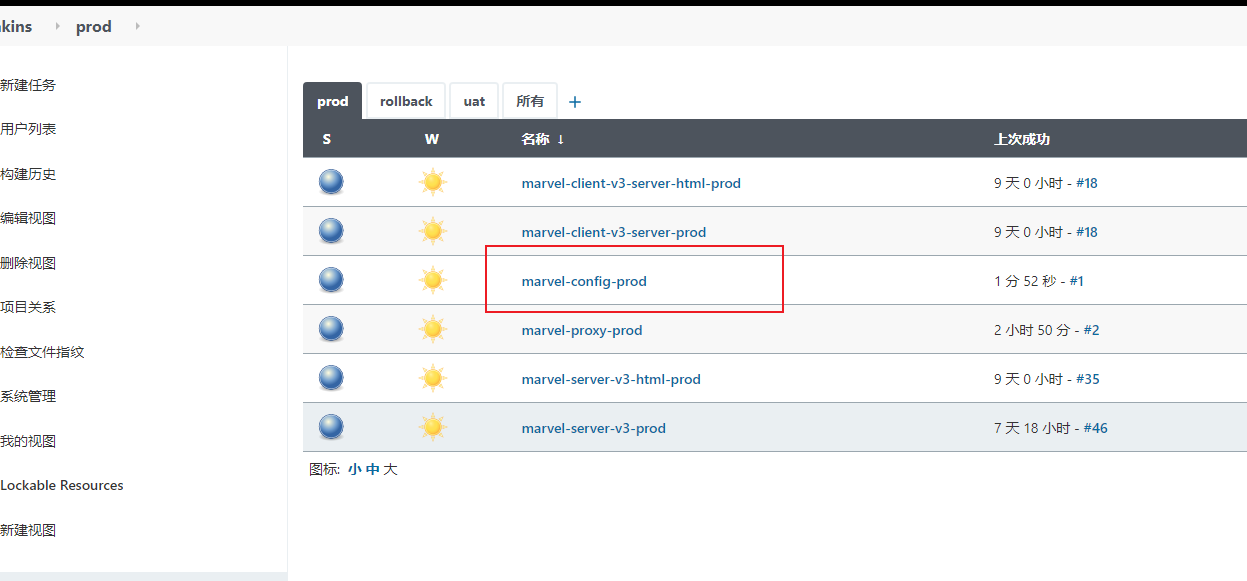 kins prod
新建任务
用户列表
构建历史
编辑视图
删除视图
项目关系
检查文件指纹
系统管理
我的视图
Lockable Resources
新建视图
prod rollback uat 所有 +
S W 名称 ↓ 上次成功
marvel-client-v3-server-html-prod 9 天 0 小时 - #18
marvel-client-v3-server-prod 9 天 0 小时 - #18
marvel-config-prod 1 分 52 秒 - #1
marvel-proxy-prod 2 小时 50 分 - #2
marvel-server-v3-html-prod 9 天 0 小时 - #35
marvel-server-v3-prod 7 天 18 小时 - #46
图标: 小 中 大